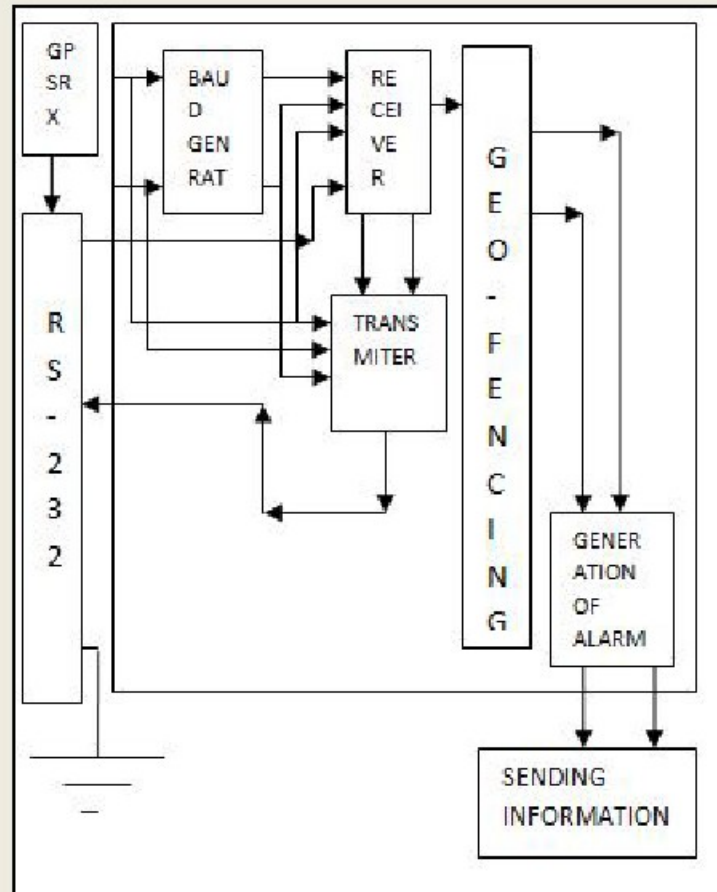 GP
SR
X
BAU
D
GEN
RAT
RE
CEI
VE
R
G
E
O
-
F
E
N
C
I
N
G
R
S
-
2
3
2
TRANS
MITER
GENER
ATION
OF
ALARM
SENDING
INFORMATION